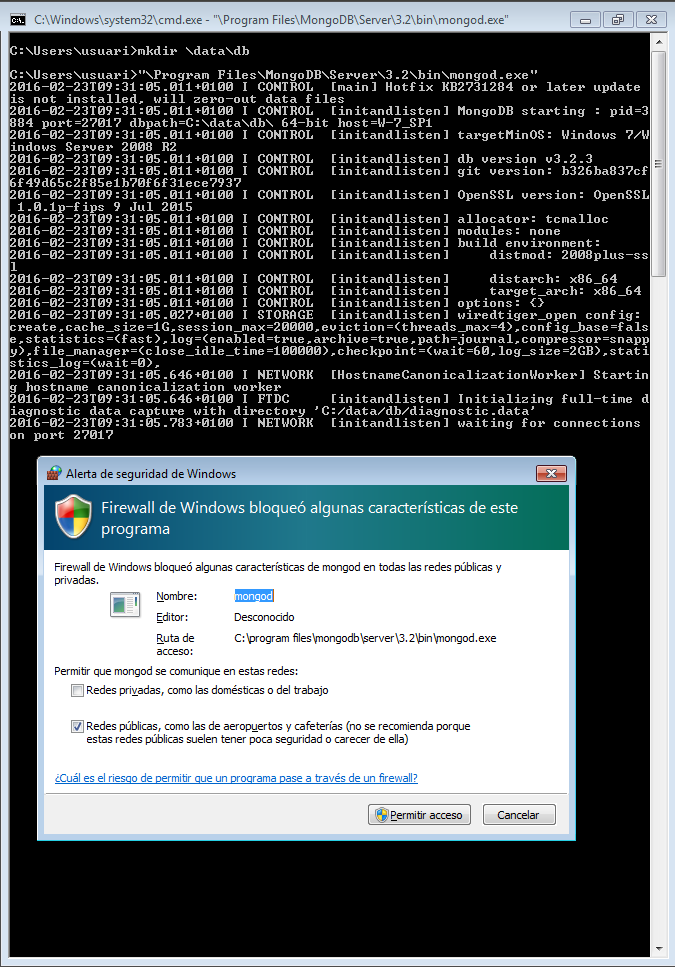 C:\Windows\system32\cmd.exe - "\Program Files\MongoDB\Server\3.2\bin\mongod.exe"
C:\Users\usuari>mkdir \data\db
C:\Users\usuari>"\Program Files\MongoDB\Server\3.2\bin\mongod.exe"
2016-02-23T09:31:05.011+0100 I CONTROL  [main] Hotfix KB2731284 or later update
is not installed, will zero-out data files
2016-02-23T09:31:05.011+0100 I CONTROL  [initandlisten] MongoDB starting : pid=3
884 port=27017 dbpath=C:\data\db\ 64-bit host=W-7_SP1
2016-02-23T09:31:05.011+0100 I CONTROL  [initandlisten] targetMinOS: Windows 7/W
indows Server 2008 R2
2016-02-23T09:31:05.011+0100 I CONTROL  [initandlisten] db version v3.2.3
2016-02-23T09:31:05.011+0100 I CONTROL  [initandlisten] git version: b326ba837cf
6f49d65c2f85e1b70f6f31ece7937
2016-02-23T09:31:05.011+0100 I CONTROL  [initandlisten] OpenSSL version: OpenSSL
 1.0.1p-fips 9 Jul 2015
2016-02-23T09:31:05.011+0100 I CONTROL  [initandlisten] allocator: tcmalloc
2016-02-23T09:31:05.011+0100 I CONTROL  [initandlisten] modules: none
2016-02-23T09:31:05.011+0100 I CONTROL  [initandlisten] build environment:
2016-02-23T09:31:05.011+0100 I CONTROL  [initandlisten]     distmod: 2008plus-ss
l
2016-02-23T09:31:05.011+0100 I CONTROL  [initandlisten]     distarch: x86_64
2016-02-23T09:31:05.011+0100 I CONTROL  [initandlisten]     target_arch: x86_64
2016-02-23T09:31:05.011+0100 I CONTROL  [initandlisten] options: {}
2016-02-23T09:31:05.027+0100 I STORAGE  [initandlisten] wiredtiger_open config:
create,cache_size=1G,session_max=20000,eviction=(threads_max=4),config_base=fals
e,statistics=(fast),log=(enabled=true,archive=true,path=journal,compressor=snapp
y),file_manager=(close_idle_time=100000),checkpoint=(wait=60,log_size=2GB),stati
stics_log=(wait=0),
2016-02-23T09:31:05.646+0100 I NETWORK  [HostnameCanonicalizationWorker] Startin
g hostname canonicalization worker
2016-02-23T09:31:05.646+0100 I FTDC     [initandlisten] Initializing full-time d
iagnostic data capture with directory 'C:/data/db/diagnostic.data'
2016-02-23T09:31:05.783+0100 I NETWORK  [initandlisten] waiting for connections
on port 27017
Alerta de seguridad de Windows
Firewall de Windows bloqueó algunas características de este
programa
Firewall de Windows bloqueó algunas características de mongod en todas las redes públicas y
privadas.
Nombre: mongod
Editor: Desconocido
Ruta de C:\program files\mongodb\server\3.2\bin\mongod.exe
acceso:
Permitir que mongod se comunique en estas redes:
Redes privadas, como las domésticas o del trabajo
Redes públicas, como las de aeropuertos y cafeterías (no se recomienda porque
estas redes públicas suelen tener poca seguridad o carecer de ella)
¿Cuál es el riesgo de permitir que un programa pase a través de un firewall?
Permitir acceso Cancelar